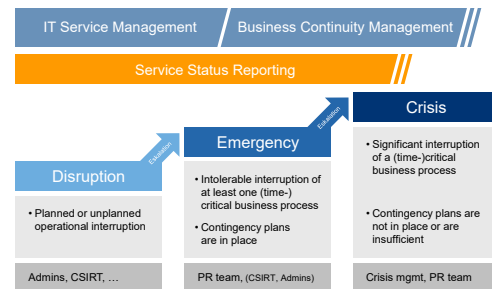 IT Service Management
Business Continuity Management
Service Status Reporting
Crisis
Eskalation
Emergency
Eskalation
Disruption
• Planned or unplanned
operational interruption
• Intolerable interruption of
at least one (time-)
critical business process
• Contingency plans
are in place
• Significant interruption
of a (time-)critical
business process
• Contingency plans are
not in place or are
insufficient
Admins, CSIRT, …
PR team, (CSIRT, Admins)
Crisis mgmt, PR team